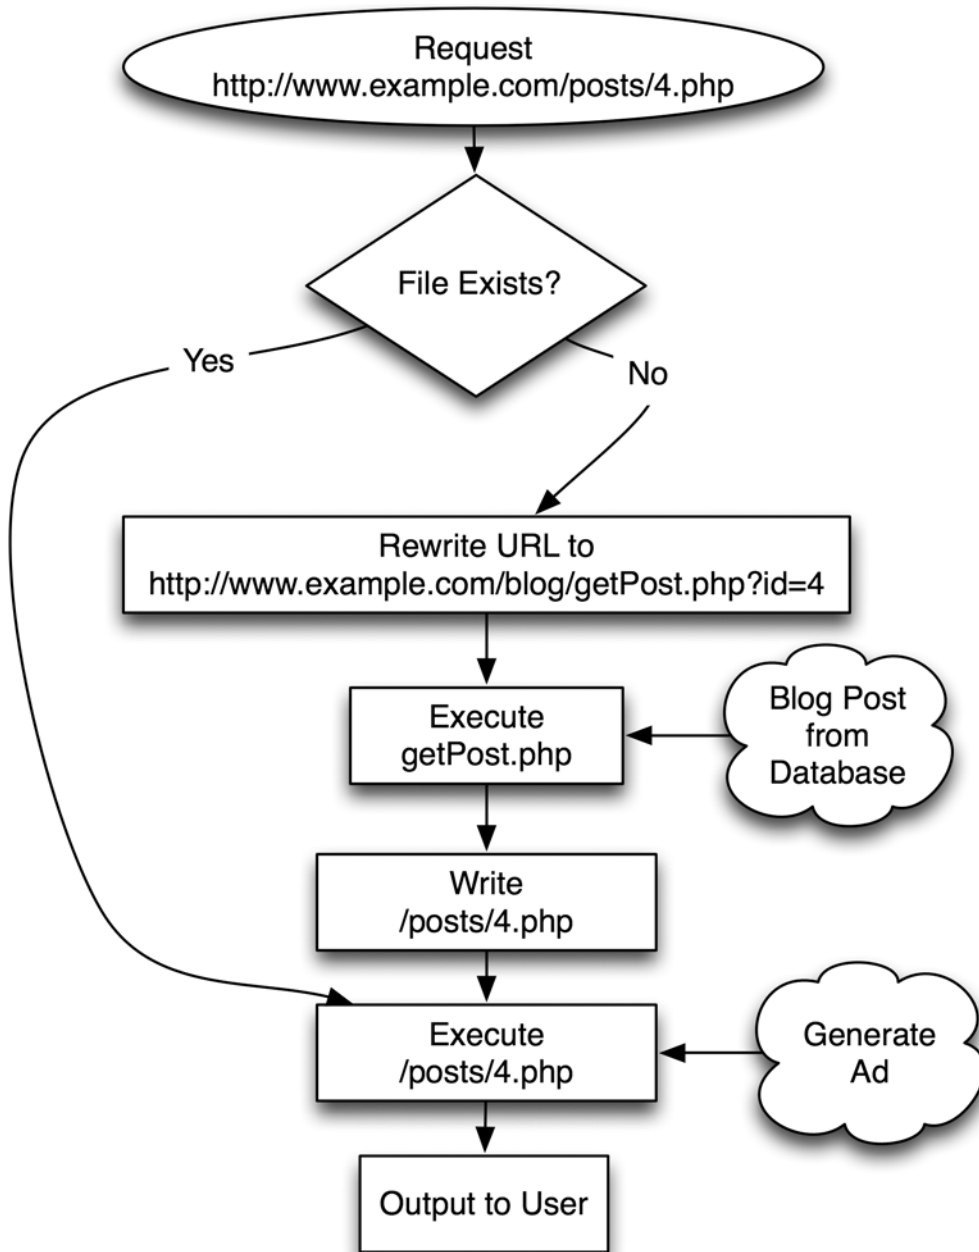 Request
http://www.example.com/posts/4.php
File Exists?
Yes
No
Rewrite URL to
http://www.example.com/blog/getPost.php?id=4
Execute
getPost.php
Blog Post
from
Database
Write
/posts/4.php
Execute
/posts/4.php
Generate
Ad
Output to User